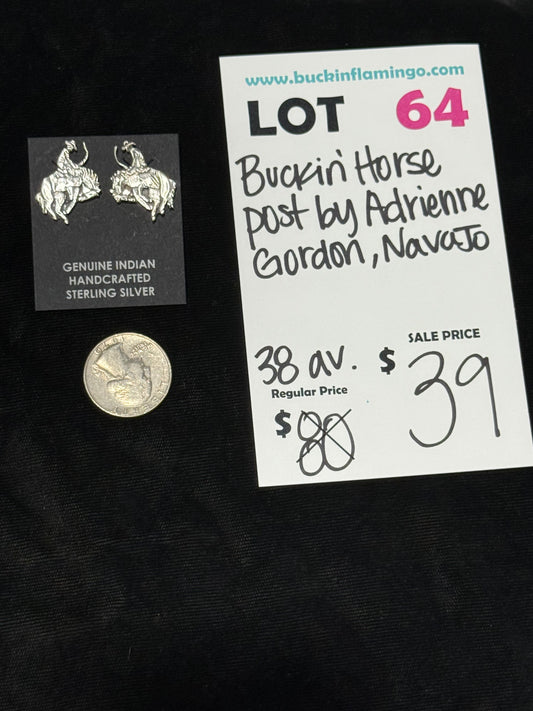 www.buckinflamingo.com
LOT 64
Buckin' Horse
post by Adrienne
Gordon, Navajo
38 av.
SALE PRICE
$ 39
Regular Price
$ 80
GENUINE INDIAN
HANDCRAFTED
STERLING SILVER